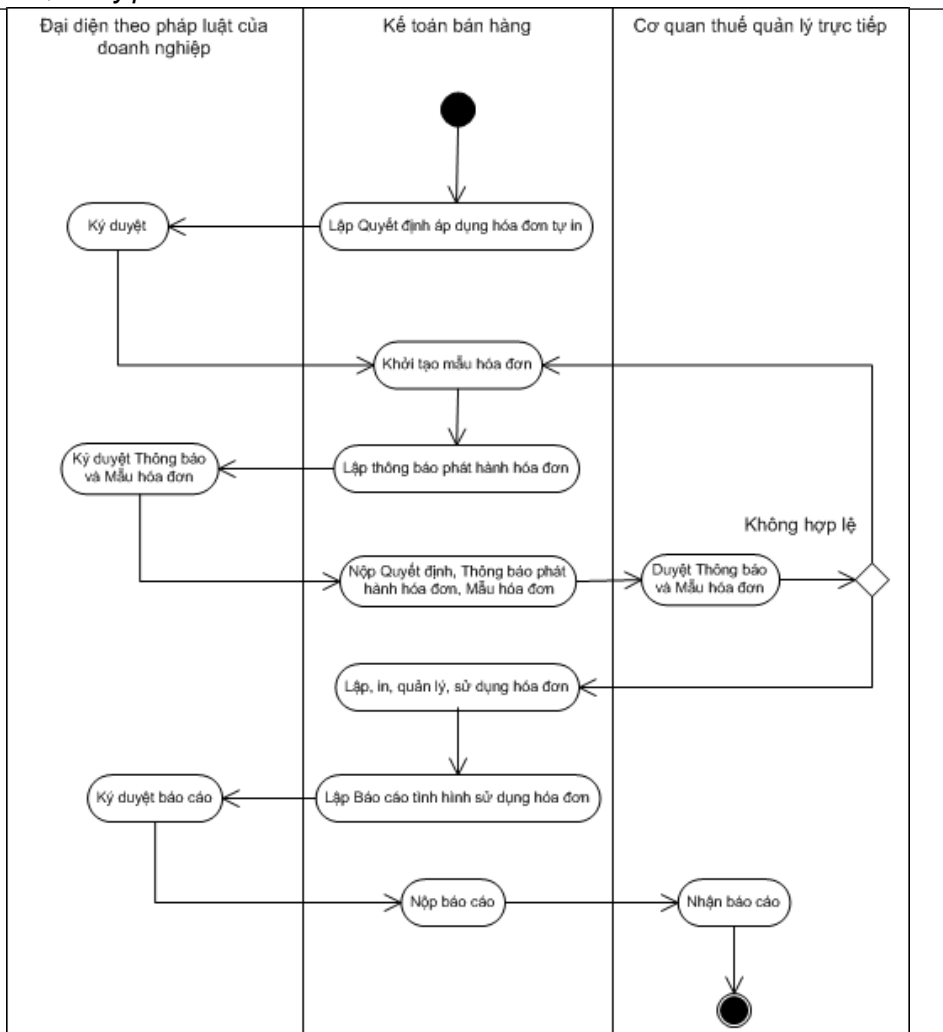 Đại diện theo pháp luật của
doanh nghiệp
Kế toán bán hàng
Cơ quan thuế quản lý trực tiếp
Ký duyệt
Lập Quyết định áp dụng hóa đơn tự in
Khởi tạo mẫu hóa đơn
Ký duyệt Thông báo
và Mẫu hóa đơn
Lập thông báo phát hành hóa đơn
Không hợp lệ
Nộp Quyết định, Thông báo phát
hành hóa đơn, Mẫu hóa đơn
Duyệt Thông báo
và Mẫu hóa đơn
Lập, in, quản lý, sử dụng hóa đơn
Ký duyệt báo cáo
Lập Báo cáo tình hình sử dụng hóa đơn
Nộp báo cáo
Nhận báo cáo